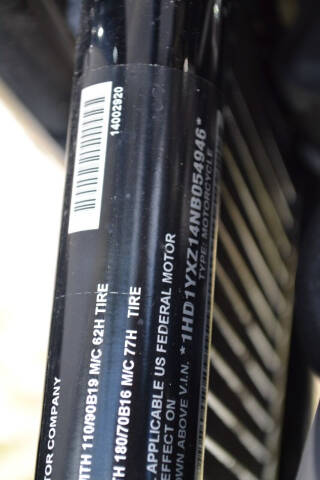 14002920
TOR COMPANY
ITH 110/90B19 M/C 62H TIRE
TH 180/70B16 M/C 77H TIRE
APPLICABLE US FEDERAL MOTOR
EFFECT ON
OWN ABOVE V.I.N. *1HD1YXZ14NB054946*
TYPE: MOTORCYCLE